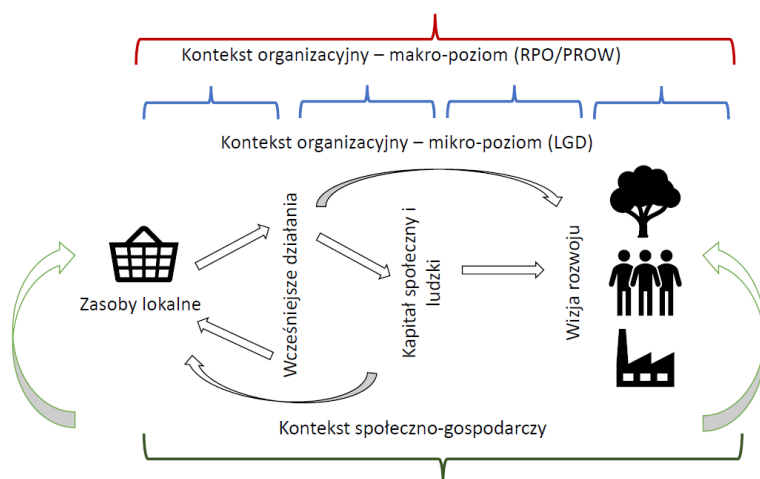 Kontekst organizacyjny – makro-poziom (RPO/PROW)
Kontekst organizacyjny – mikro-poziom (LGD)
Zasoby lokalne
Wcześniejsze działania
Kapitał społeczny i
ludzki
Wizja rozwoju
Kontekst społeczno-gospodarczy